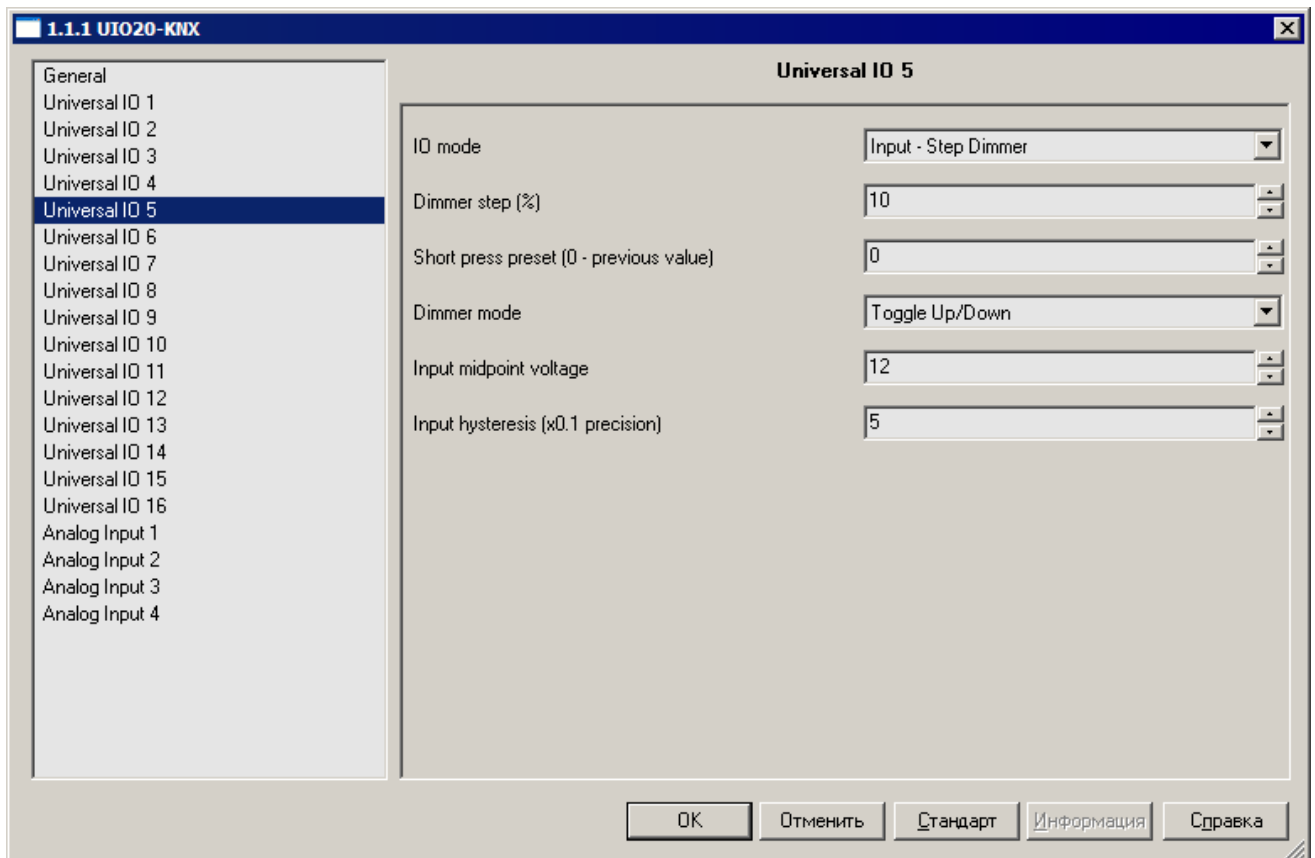 1.1.1 UIO20-KNX
General
Universal IO 1
Universal IO 2
Universal IO 3
Universal IO 4
Universal IO 5
Universal IO 6
Universal IO 7
Universal IO 8
Universal IO 9
Universal IO 10
Universal IO 11
Universal IO 12
Universal IO 13
Universal IO 14
Universal IO 15
Universal IO 16
Analog Input 1
Analog Input 2
Analog Input 3
Analog Input 4
Universal IO 5
IO mode Input - Step Dimmer
Dimmer step (%) 10
Short press preset (0 - previous value) 0
Dimmer mode Toggle Up/Down
Input midpoint voltage 12
Input hysteresis (x0.1 precision) 5
OK Отменить Стандарт Информация Справка